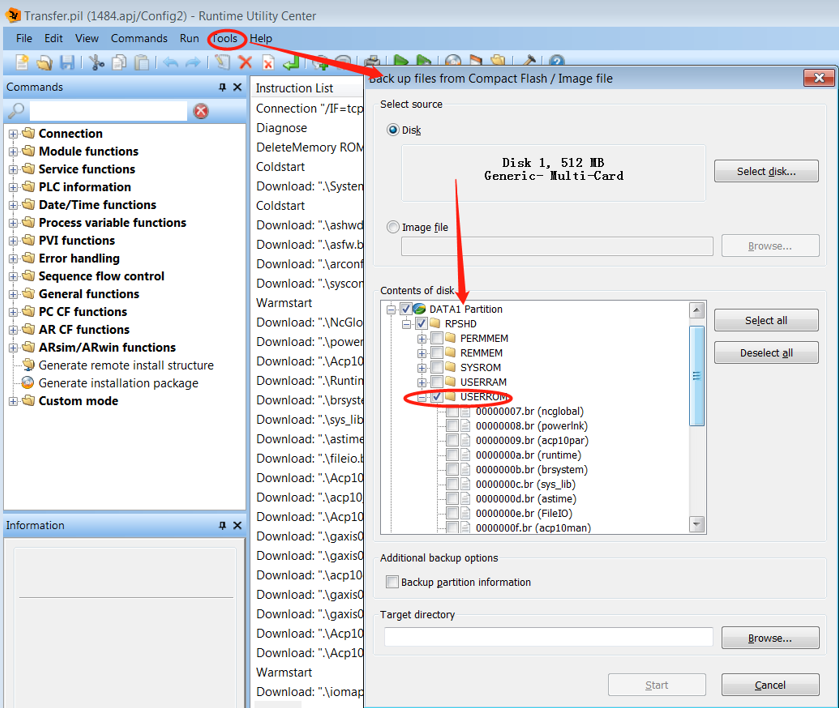 Transfer.pil (1484.apj/Config2) - Runtime Utility Center
File Edit View Commands Run Tools Help
Commands
Connection
Module functions
Service functions
PLC information
Date/Time functions
Process variable functions
PVI functions
Error handling
Sequence flow control
General functions
PC CF functions
AR CF functions
ARsim/ARwin functions
Generate remote install structure
Generate installation package
Custom mode
Information
Instruction List
Connection "/IF=tcp
Diagnose
DeleteMemory ROM
Coldstart
Download: ".\System
Coldstart
Download: ".\ashwd
Download: ".\asfw.b
Download: ".\arconf
Download: ".\syscon
Warmstart
Download: ".\NcGlo
Download: ".\power
Download: ".\Acp10
Download: ".\Runtin
Download: ".\brsyste
Download: ".\sys_lib
Download: ".\astime
Download: ".\fileio.b
Download: ".\Acp10
Download: ".\acp10_
Download: ".\Acp10
Download: ".\gaxis0
Download: ".\gaxis0
Download: ".\acp10
Download: ".\gaxis0
Download: ".\gaxis0
Download: ".\Acp10
Download: ".\Acp10
Warmstart
Download: ".\iomap
Back up files from Compact Flash / Image file
Select source
Disk
Disk 1, 512 MB
Generic- Multi-Card
Select disk...
Image file
Browse...
Contents of disk
DATA1 Partition
RPSHD
PERMMEM
REMMEM
SYSROM
USERRAM
USERROM
00000007.br (ncglobal)
00000008.br (powerlnk)
00000009.br (acp10par)
0000000a.br (runtime)
0000000b.br (brsystem)
0000000c.br (sys_lib)
0000000d.br (astime)
0000000e.br (FileIO)
0000000f.br (acp10man)
Select all
Deselect all
Additional backup options
Backup partition information
Target directory
Browse...
Start
Cancel